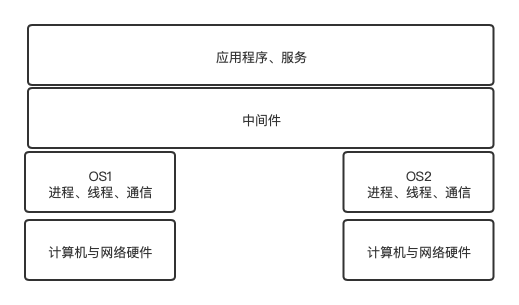 应用程序、服务
中间件
OS1
进程、线程、通信
OS2
进程、线程、通信
计算机与网络硬件
计算机与网络硬件